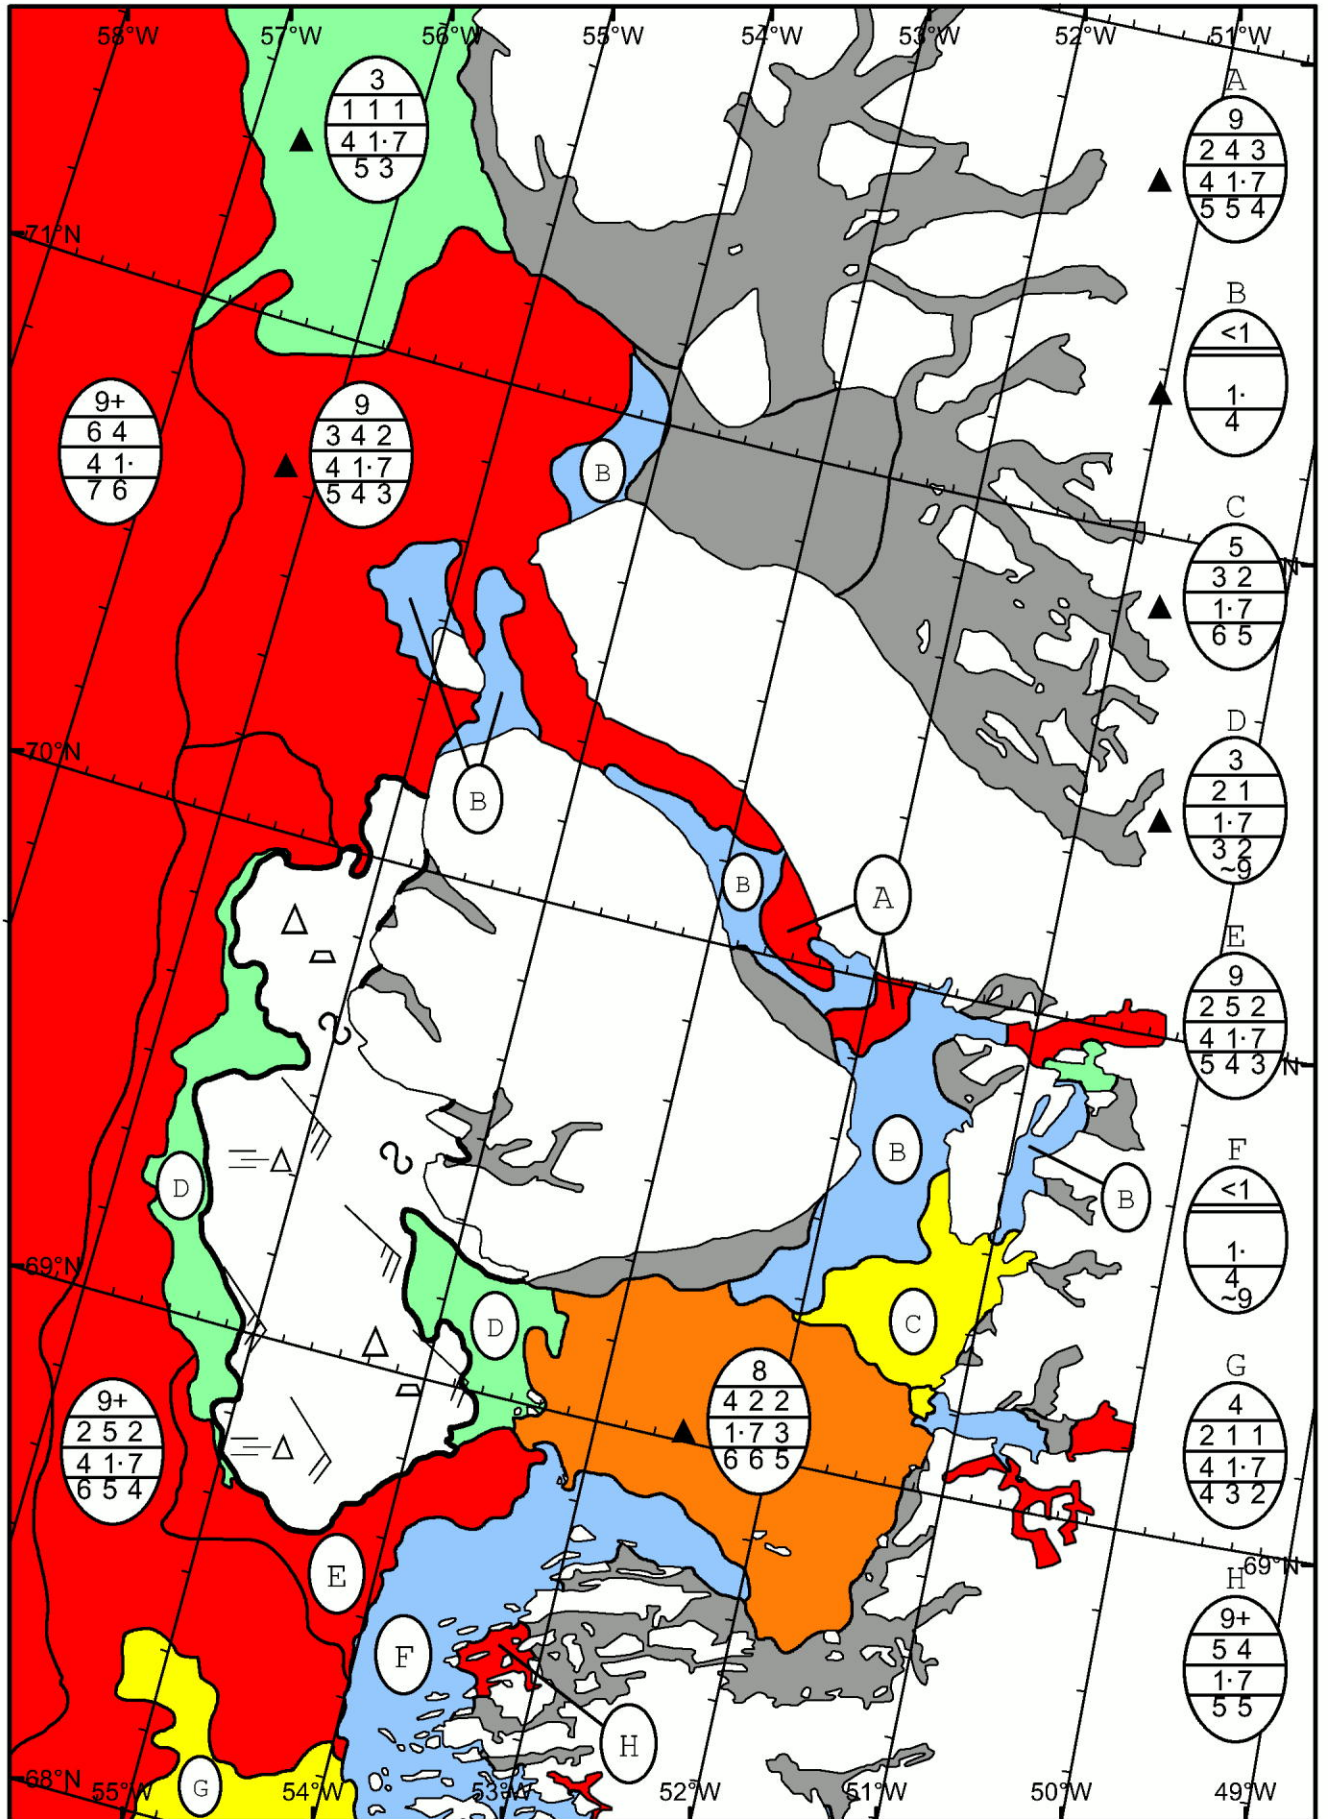 58°W 57°W 56°W 55°W 54°W 53°W 52°W 51°W
3
1 1 1
4 1·7
5 3
A
9
2 4 3
4 1·7
5 5 4
71°N
B
<1
1·
4
9+
6 4
4 1·
7 6
9
3 4 2
4 1·7
5 4 3
B
C
5
3 2
1·7
6 5
N
70°N
B
D
3
2 1
1·7
3 2
~9
B
A
E
9
2 5 2
4 1·7
5 4 3
N
D
B
B
F
<1
1·
4
~9
69°N
D
C
9+
2 5 2
4 1·7
6 5 4
8
4 2 2
1·7 3
6 6 5
G
4
2 1 1
4 1·7
4 3 2
E
69°N
H
9+
5 4
1·7
5 5
F
H
G
68°N 55°W 54°W 53°W 52°W 51°W 50°W 49°W